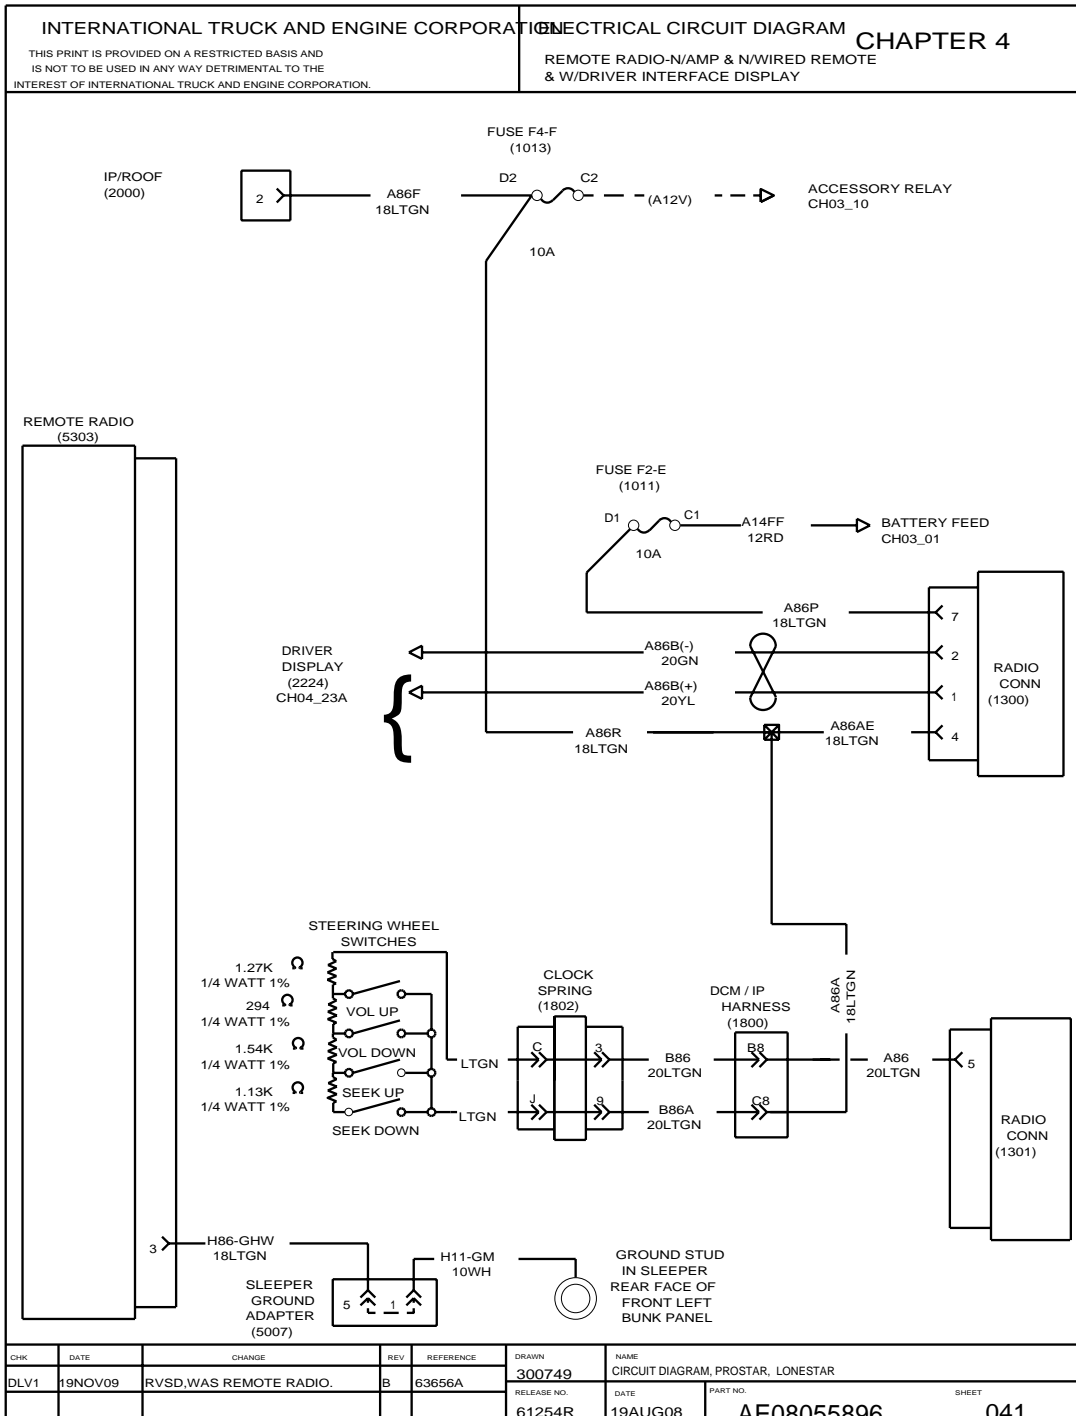 INTERNATIONAL TRUCK AND ENGINE CORPORATION
THIS PRINT IS PROVIDED ON A RESTRICTED BASIS AND
IS NOT TO BE USED IN ANY WAY DETRIMENTAL TO THE
INTEREST OF INTERNATIONAL TRUCK AND ENGINE CORPORATION.
ELECTRICAL CIRCUIT DIAGRAM
CHAPTER 4
REMOTE RADIO-N/AMP & N/WIRED REMOTE
& W/DRIVER INTERFACE DISPLAY
FUSE F4-F
(1013)
IP/ROOF
(2000)
2
A86F
18LTGN
D2
C2
10A
(A12V)
ACCESSORY RELAY
CH03_10
REMOTE RADIO
(5303)
FUSE F2-E
(1011)
D1
C1
10A
A14FF
12RD
BATTERY FEED
CH03_01
A86P
18LTGN
7
DRIVER
DISPLAY
(2224)
CH04_23A
{
A86B(-)
20GN
2
A86B(+)
20YL
1
A86R
18LTGN
A86AE
18LTGN
4
RADIO
CONN
(1300)
STEERING WHEEL
SWITCHES
1.27K Ω
1/4 WATT 1%
294 Ω
1/4 WATT 1%
1.54K Ω
1/4 WATT 1%
1.13K Ω
1/4 WATT 1%
VOL UP
VOL DOWN
SEEK UP
SEEK DOWN
LTGN
LTGN
CLOCK
SPRING
(1802)
C
3
J
9
B86
20LTGN
B86A
20LTGN
DCM / IP
HARNESS
(1800)
B8
C8
A86A
18LTGN
A86
20LTGN
5
RADIO
CONN
(1301)
3
H86-GHW
18LTGN
SLEEPER
GROUND
ADAPTER
(5007)
5
1
H11-GM
10WH
GROUND STUD
IN SLEEPER
REAR FACE OF
FRONT LEFT
BUNK PANEL
CHK DATE CHANGE REV REFERENCE
DLV1 19NOV09 RVSD,WAS REMOTE RADIO. B 63656A
DRAWN
300749
NAME
CIRCUIT DIAGRAM, PROSTAR, LONESTAR
RELEASE NO.
61254R
DATE
19AUG08
PART NO.
AE08055896
SHEET
041